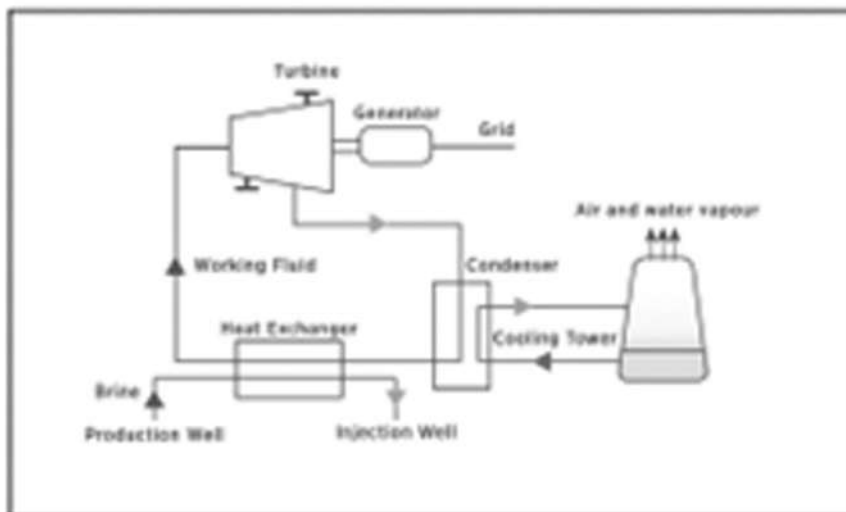 Turbine
Generator
Grid
Air and water vapour
Working Fluid
Condenser
Heat Exchanger
Cooling Tower
Brine
Production Well
Injection Well